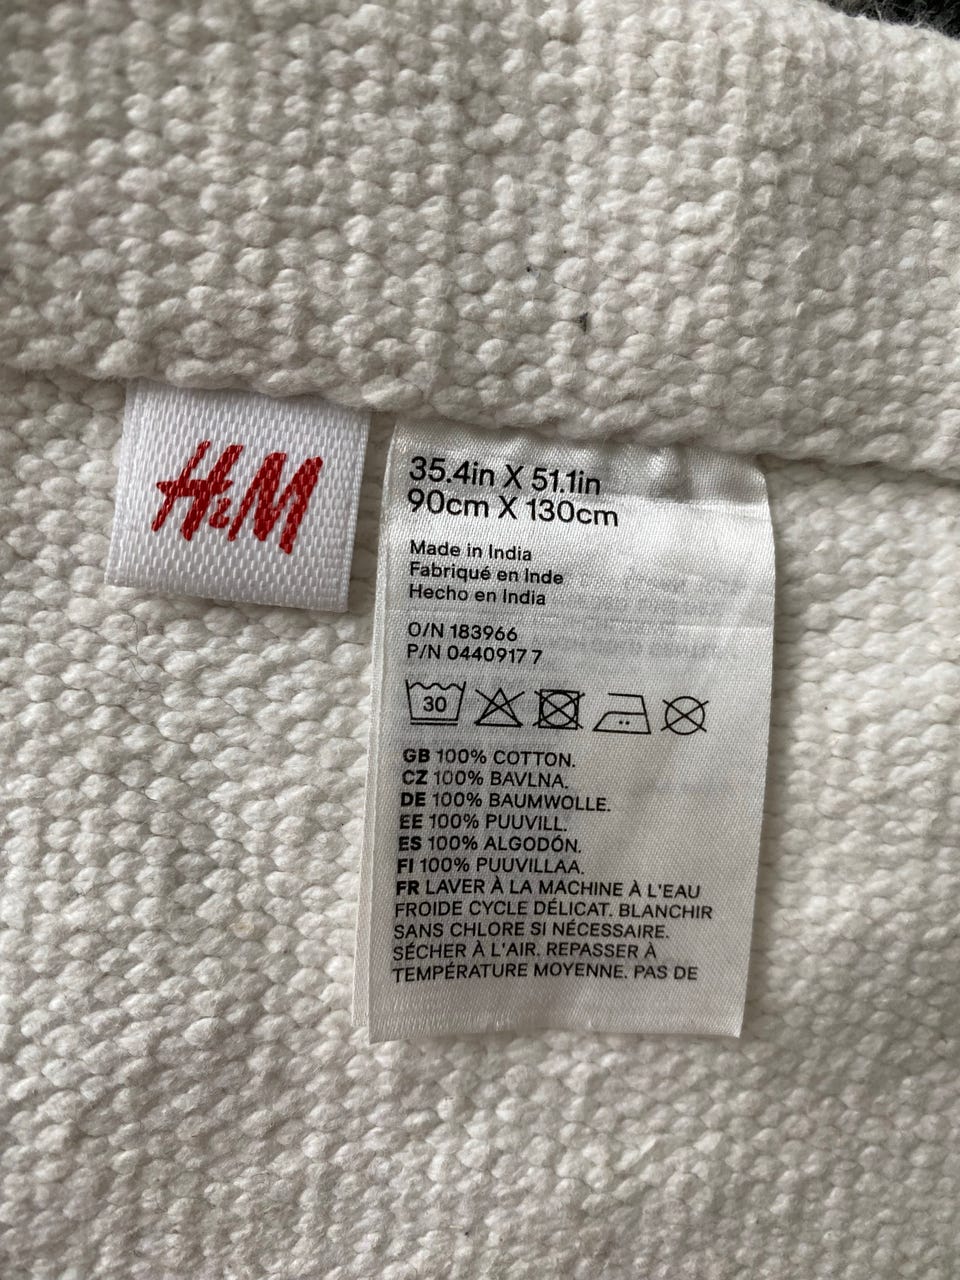 H&M
35.4in X 51.1in
90cm X 130cm
Made in India
Fabriqué en Inde
Hecho en India
O/N 183966
P/N 0440917 7
30
GB 100% COTTON.
CZ 100% BAVLNA.
DE 100% BAUMWOLLE.
EE 100% PUUVILL.
ES 100% ALGODÓN.
FI 100% PUUVILLAA.
FR LAVER À LA MACHINE À L'EAU
FROIDE CYCLE DÉLICAT. BLANCHIR
SANS CHLORE SI NÉCESSAIRE.
SÉCHER À L'AIR. REPASSER À
TEMPÉRATURE MOYENNE. PAS DE